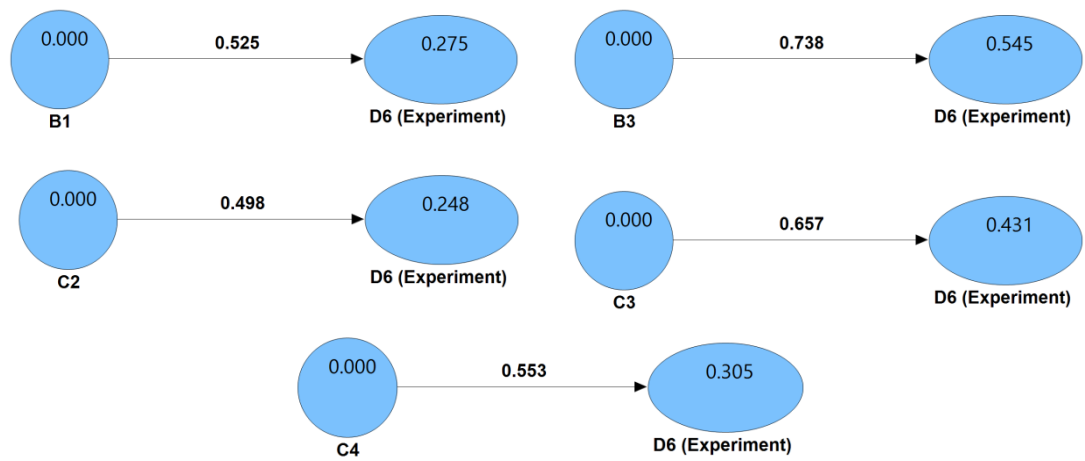 0.000
0.525
0.275
B1
D6 (Experiment)
0.000
0.738
0.545
B3
D6 (Experiment)
0.000
0.498
0.248
C2
D6 (Experiment)
0.000
0.657
0.431
C3
D6 (Experiment)
0.000
0.553
0.305
C4
D6 (Experiment)